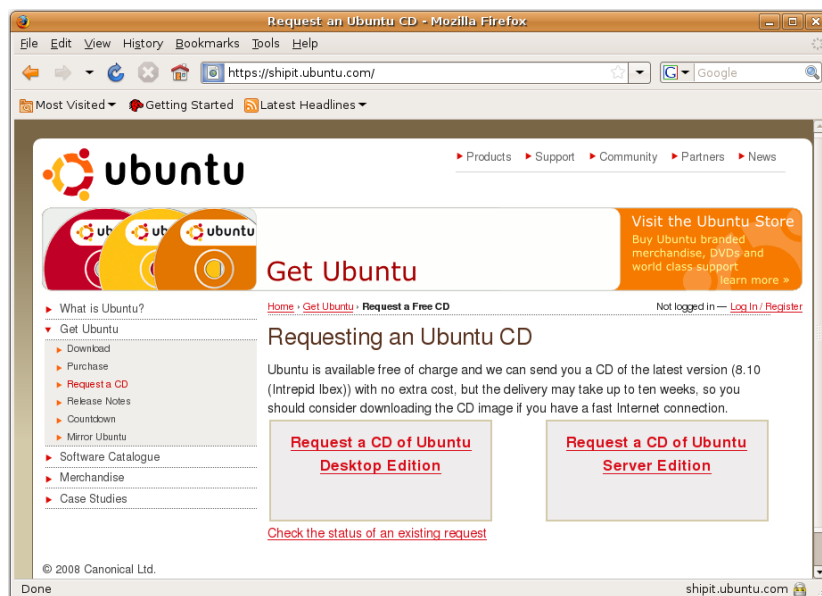 Request an Ubuntu CD - Mozilla Firefox
File Edit View History Bookmarks Tools Help
https://shipit.ubuntu.com/ G Google
Most Visited Getting Started Latest Headlines
ubuntu
Products Support Community Partners News
ub ub ubuntu
Get Ubuntu
Visit the Ubuntu Store
Buy Ubuntu branded
merchandise, DVDs and
world class support
learn more »
What is Ubuntu?
Get Ubuntu
Download
Purchase
Request a CD
Release Notes
Countdown
Mirror Ubuntu
Software Catalogue
Merchandise
Case Studies
Home › Get Ubuntu › Request a Free CD Not logged in — Log In / Register
Requesting an Ubuntu CD
Ubuntu is available free of charge and we can send you a CD of the latest version (8.10
(Intrepid Ibex)) with no extra cost, but the delivery may take up to ten weeks, so you
should consider downloading the CD image if you have a fast Internet connection.
Request a CD of Ubuntu
Desktop Edition
Request a CD of Ubuntu
Server Edition
Check the status of an existing request
© 2008 Canonical Ltd.
Done shipit.ubuntu.com